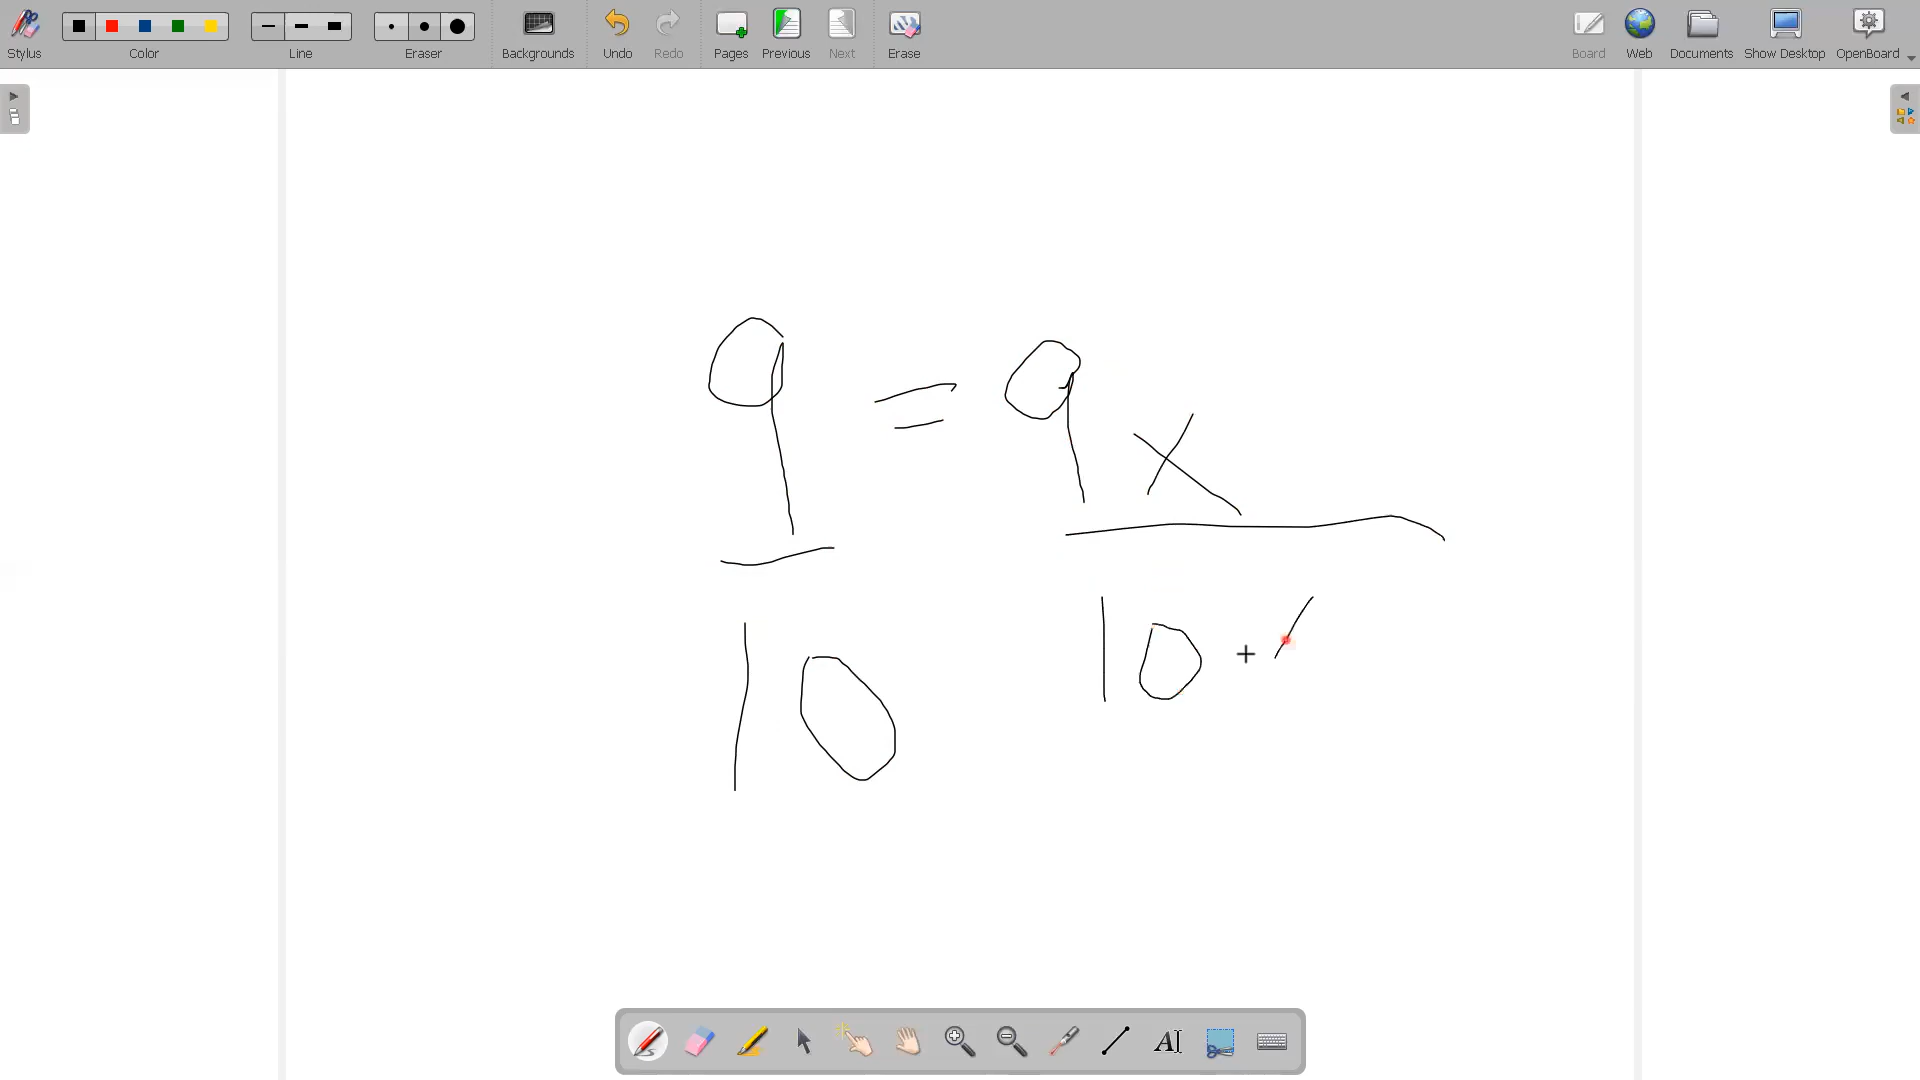 Stylus
Color
Line
Eraser
Backgrounds
Undo
Redo
Pages
Previous
Next
Erase
Board
Web
Documents
Show Desktop
OpenBoard
9 = 9 X
10 10